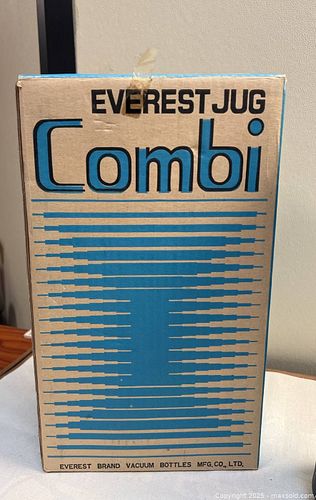 EVEREST JUG
Combi
EVEREST BRAND VACUUM BOTTLES MFG. CO., LTD.
Copyright 2025 - maxsold.com